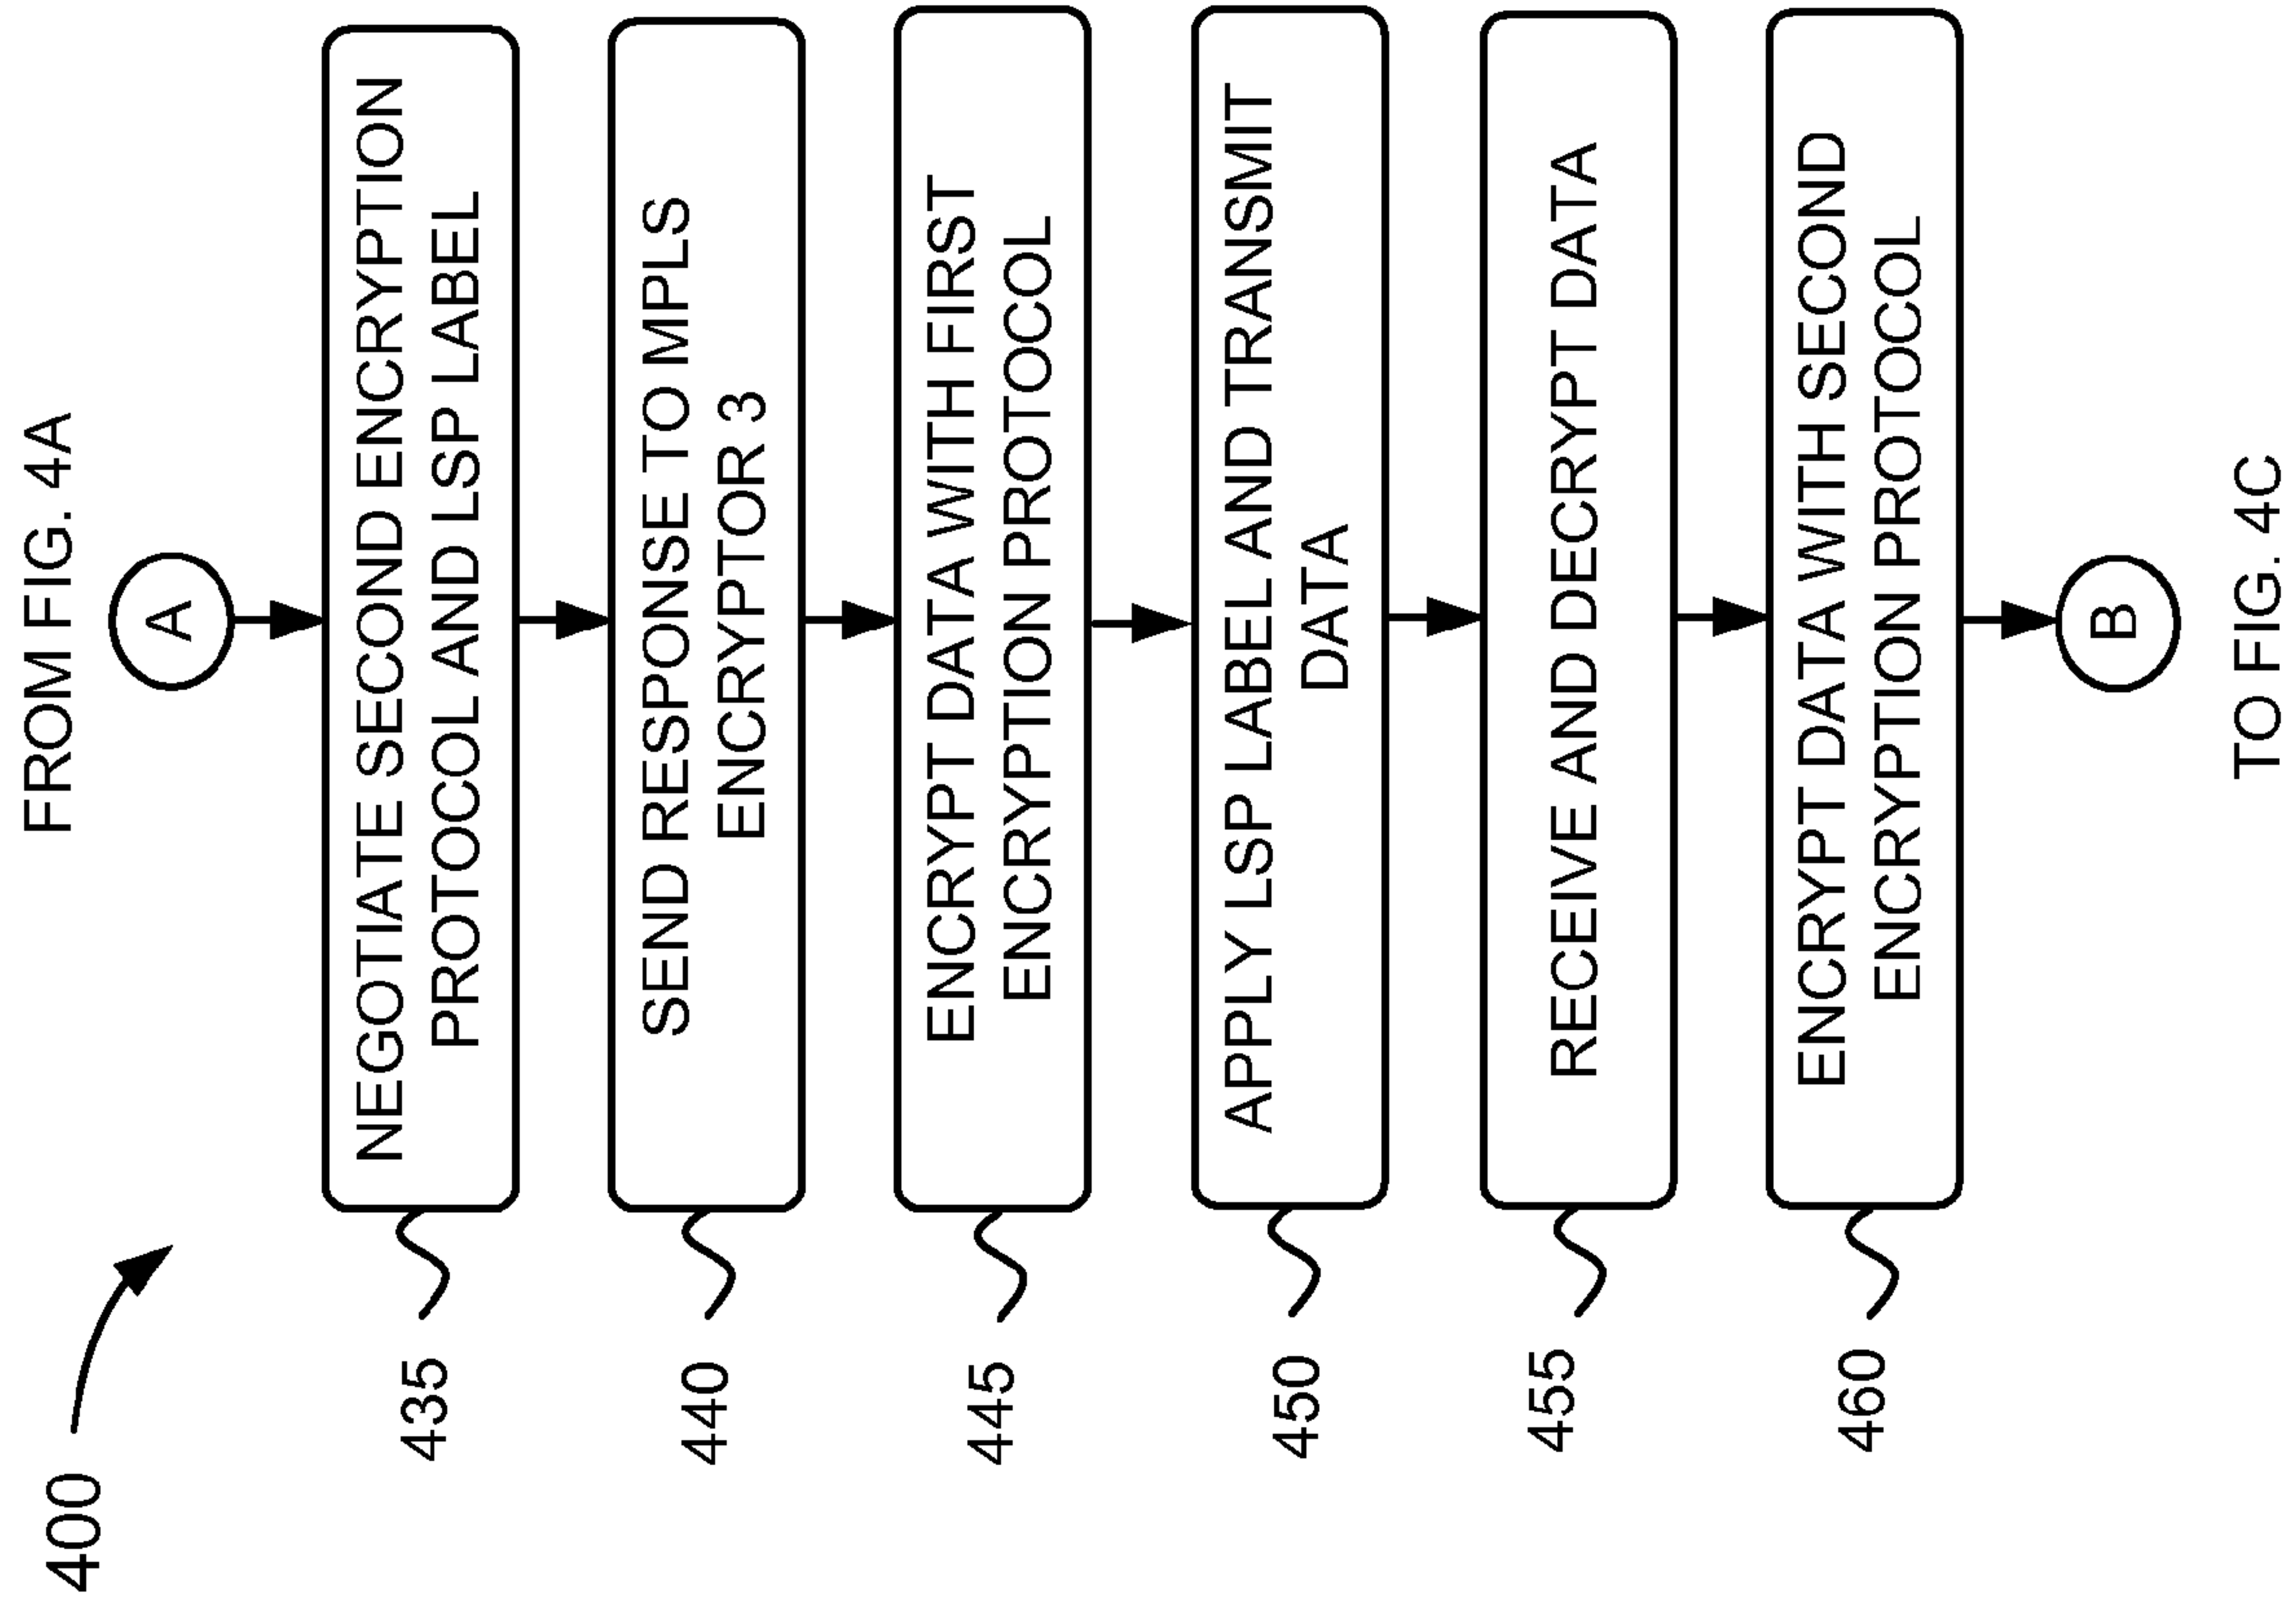 400
FROM FIG. 4A
A
435
NEGOTIATE SECOND ENCRYPTION
PROTOCOL AND LSP LABEL
440
SEND RESPONSE TO MPLS
ENCRYPTOR 3
445
ENCRYPT DATA WITH FIRST
ENCRYPTION PROTOCOL
450
APPLY LSP LABEL AND TRANSMIT
DATA
455
RECEIVE AND DECRYPT DATA
460
ENCRYPT DATA WITH SECOND
ENCRYPTION PROTOCOL
B
TO FIG. 4C